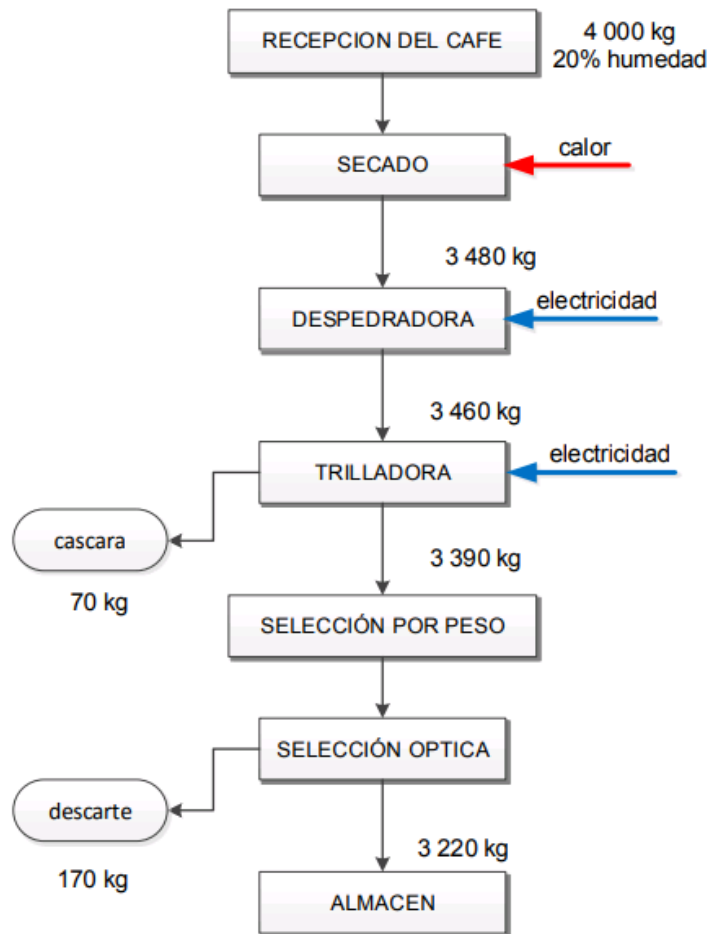 RECEPCION DEL CAFE
4 000 kg
20% humedad
SECADO
calor
3 480 kg
DESPEDRADORA
electricidad
3 460 kg
TRILLADORA
electricidad
cascara
70 kg
3 390 kg
SELECCIÓN POR PESO
SELECCIÓN OPTICA
descarte
170 kg
3 220 kg
ALMACEN